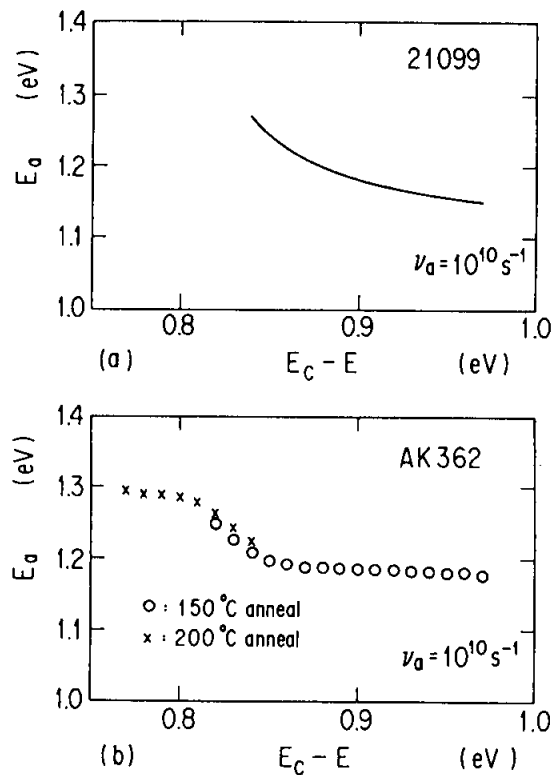 1.4
(eV)
21099
1.3
E_a
1.2
1.1
ν_a = 10^10 s^-1
1.0
0.8 0.9 1.0
(a) E_C – E (eV)
1.4
(eV)
AK362
1.3
E_a
1.2
O : 150 °C anneal
x : 200 °C anneal
1.1
ν_a = 10^10 s^-1
1.0
0.8 0.9 1.0
(b) E_C – E (eV)